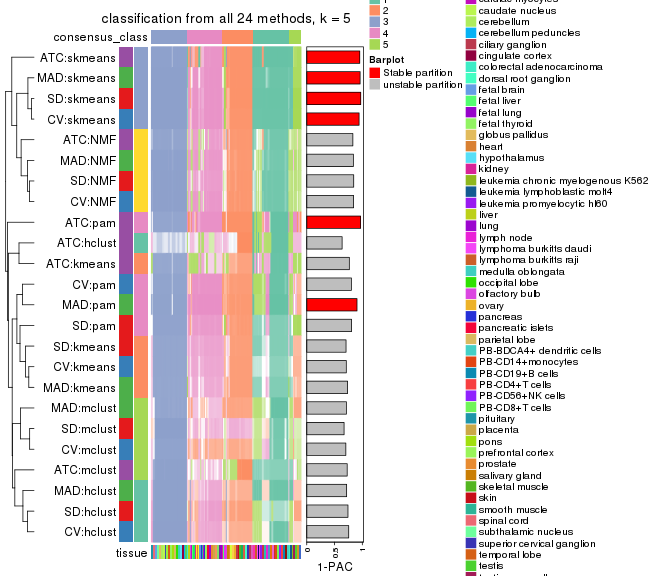 classification from all 24 methods, k = 5
consensus_class
ATC:skmeans
MAD:skmeans
SD:skmeans
CV:skmeans
ATC:NMF
MAD:NMF
SD:NMF
CV:NMF
ATC:pam
ATC:hclust
ATC:kmeans
CV:pam
MAD:pam
SD:pam
SD:kmeans
CV:kmeans
MAD:kmeans
MAD:mclust
SD:mclust
CV:mclust
ATC:mclust
MAD:hclust
SD:hclust
CV:hclust
tissue
0
0.5
1
1-PAC
2
3
4
5
Barplot
Stable partition
unstable partition
caudate nucleus
cerebellum
cerebellum peduncles
ciliary ganglion
cingulate cortex
colorectal adenocarcinoma
dorsal root ganglion
fetal brain
fetal liver
fetal lung
fetal thyroid
globus pallidus
heart
hypothalamus
kidney
leukemia chronic myelogenous K562
leukemia lymphoblastic molt4
leukemia promyelocytic hl60
liver
lung
lymph node
lymphoma burkitts daudi
lymphoma burkitts raji
medulla oblongata
occipital lobe
olfactory bulb
ovary
pancreas
pancreatic islets
parietal lobe
PB-BDCA4+ dendritic cells
PB-CD14+monocytes
PB-CD19+B cells
PB-CD4+T cells
PB-CD56+NK cells
PB-CD8+T cells
pituitary
placenta
pons
prefrontal cortex
prostate
salivary gland
skeletal muscle
skin
smooth muscle
spinal cord
subthalamic nucleus
superior cervical ganglion
temporal lobe
testis